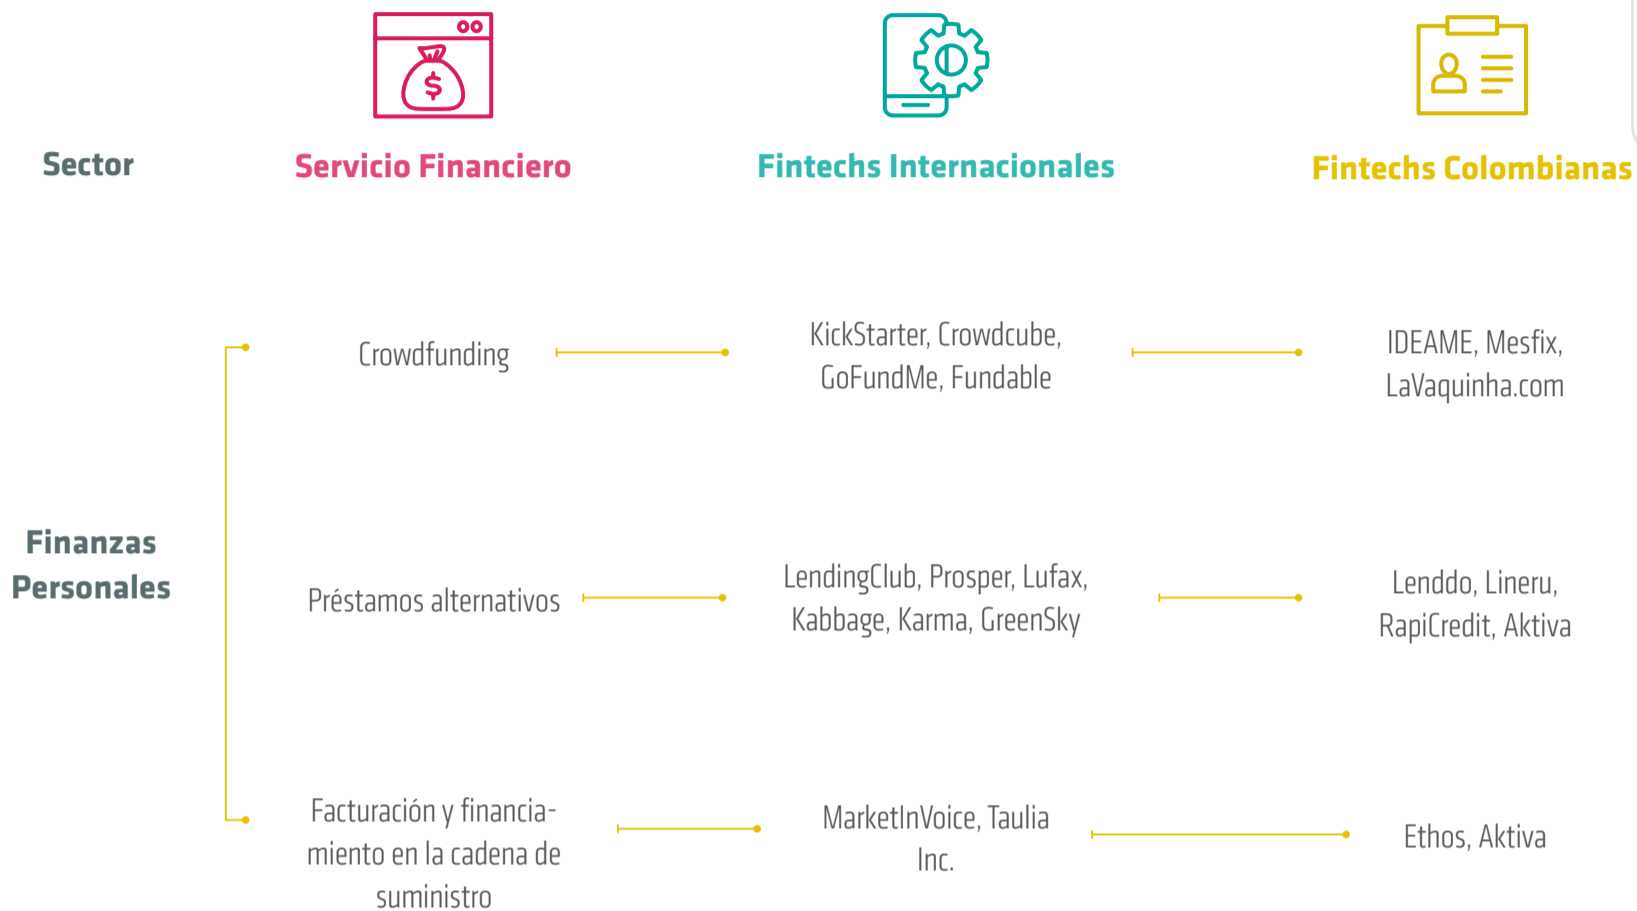 Sector
Servicio Financiero
Fintechs Internacionales
Fintechs Colombianas
Finanzas
Personales
Crowdfunding
KickStarter, Crowdcube,
GoFundMe, Fundable
IDEAME, Mesfix,
LaVaquinha.com
Préstamos alternativos
LendingClub, Prosper, Lufax,
Kabbage, Karma, GreenSky
Lenddo, Lineru,
RapiCredit, Aktiva
Facturación y financia-
miento en la cadena de
suministro
MarketInVoice, Taulia
Inc.
Ethos, Aktiva